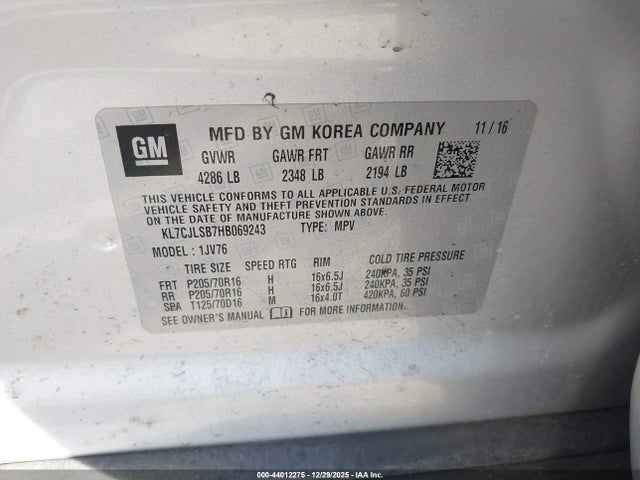 GM
MFD BY GM KOREA COMPANY 11/16
GVWR GAWR FRT GAWR RR
4286 LB 2348 LB 2194 LB
THIS VEHICLE CONFORMS TO ALL APPLICABLE U.S. FEDERAL MOTOR
VEHICLE SAFETY AND THEFT PREVENTION STANDARDS IN EFFECT
ON THE DATE OF MANUFACTURE SHOWN ABOVE.
KL7CJLSB7HB069243 TYPE: MPV
MODEL: 1JV76
TIRE SIZE SPEED RTG RIM COLD TIRE PRESSURE
FRT P205/70R16 H 16x6.5J 240KPA, 35 PSI
RR P205/70R16 H 16x6.5J 240KPA, 35 PSI
SPA T125/70D16 M 16x4.0T 420KPA, 60 PSI
SEE OWNER'S MANUAL FOR MORE INFORMATION.
000-44012275 - 12/29/2025 - IAA Inc.